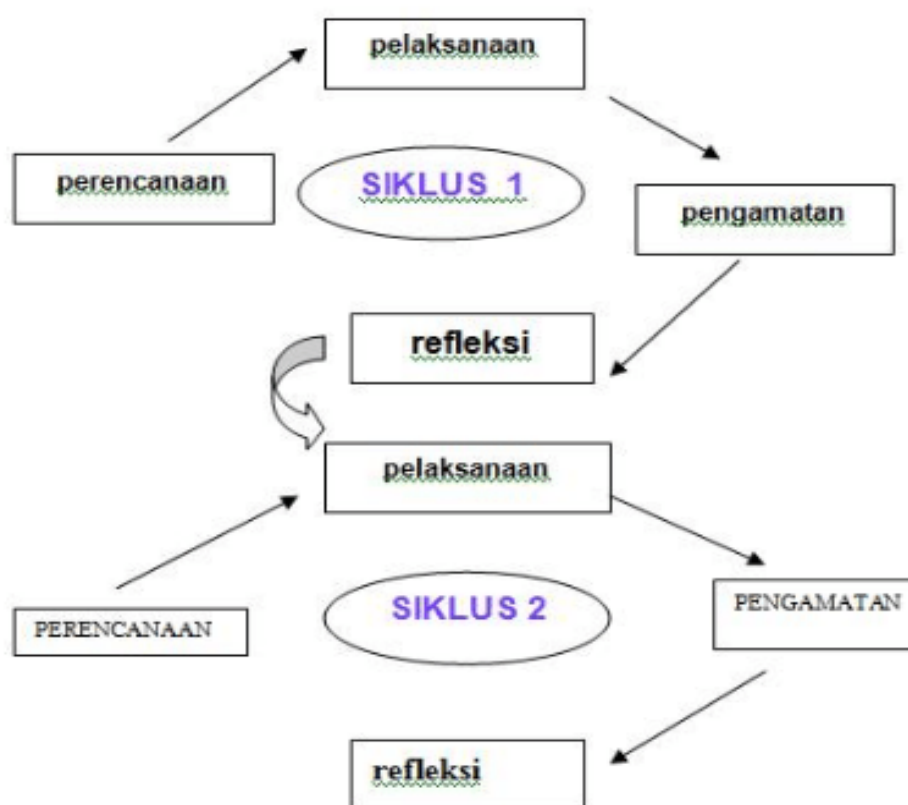 pelaksanaan
perencanaan
SIKLUS 1
pengamatan
refleksi
pelaksanaan
PERENCANAAN
SIKLUS 2
PENGAMATAN
refleksi